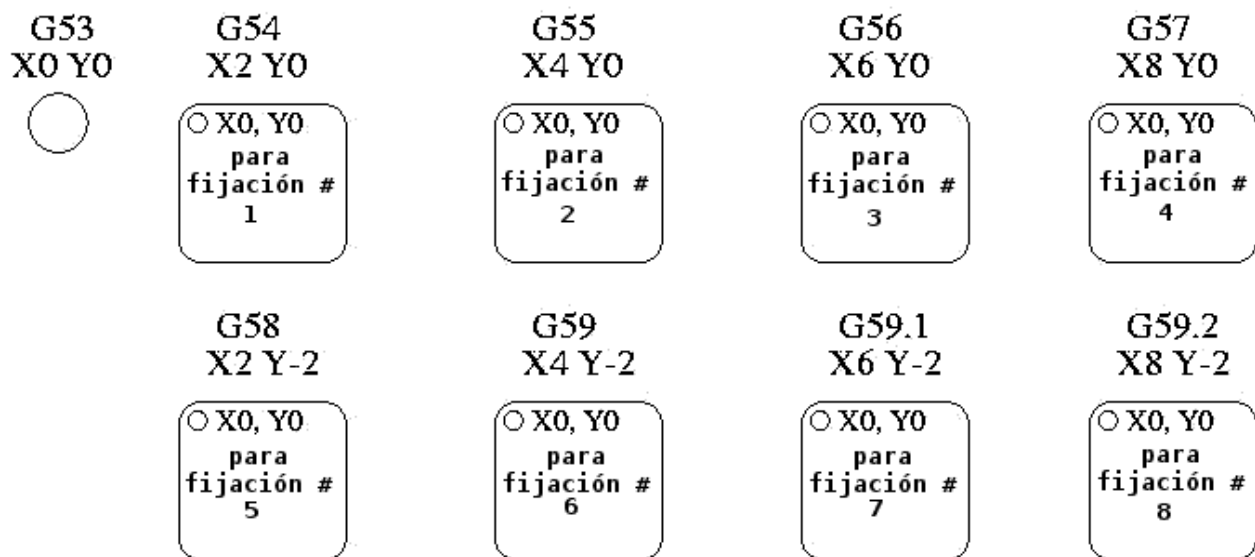 G53
X0 Y0
G54
X2 Y0
X0, Y0
para
fijación #
1
G55
X4 Y0
X0, Y0
para
fijación #
2
G56
X6 Y0
X0, Y0
para
fijación #
3
G57
X8 Y0
X0, Y0
para
fijación #
4
G58
X2 Y-2
X0, Y0
para
fijación #
5
G59
X4 Y-2
X0, Y0
para
fijación #
6
G59.1
X6 Y-2
X0, Y0
para
fijación #
7
G59.2
X8 Y-2
X0, Y0
para
fijación #
8